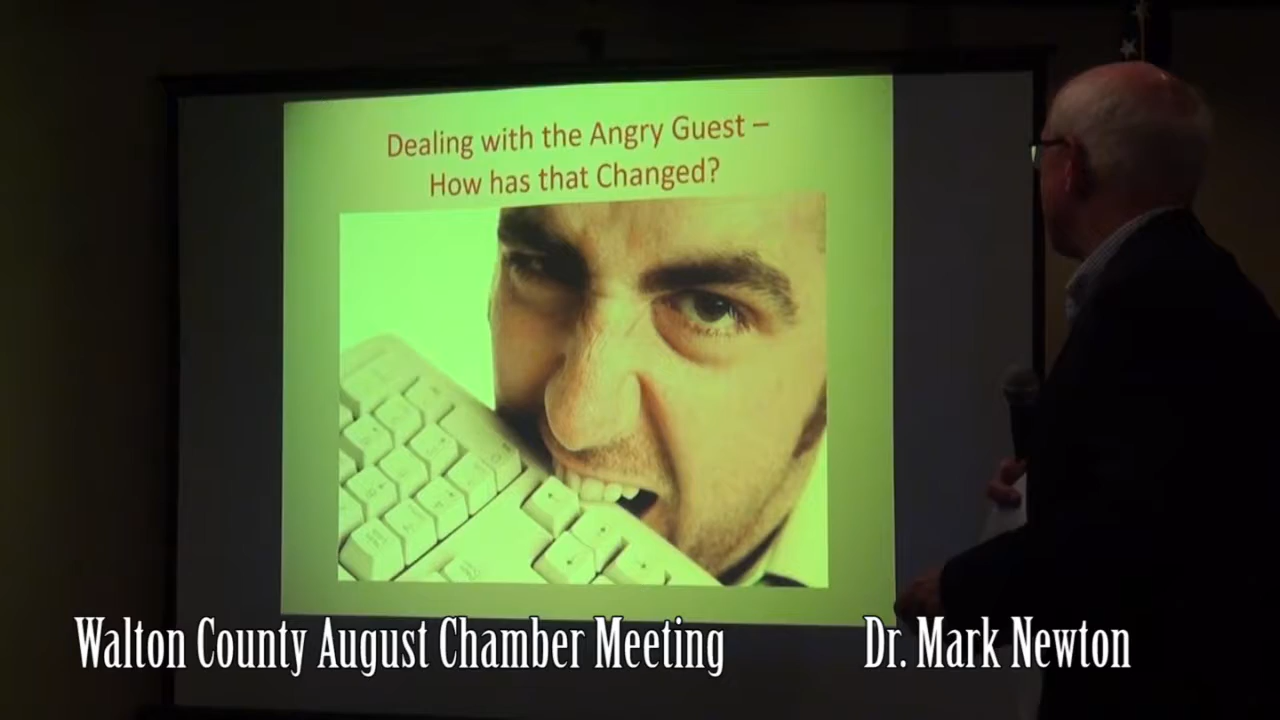 Dealing with the Angry Guest –
How has that Changed?
Walton County August Chamber Meeting
Dr. Mark Newton